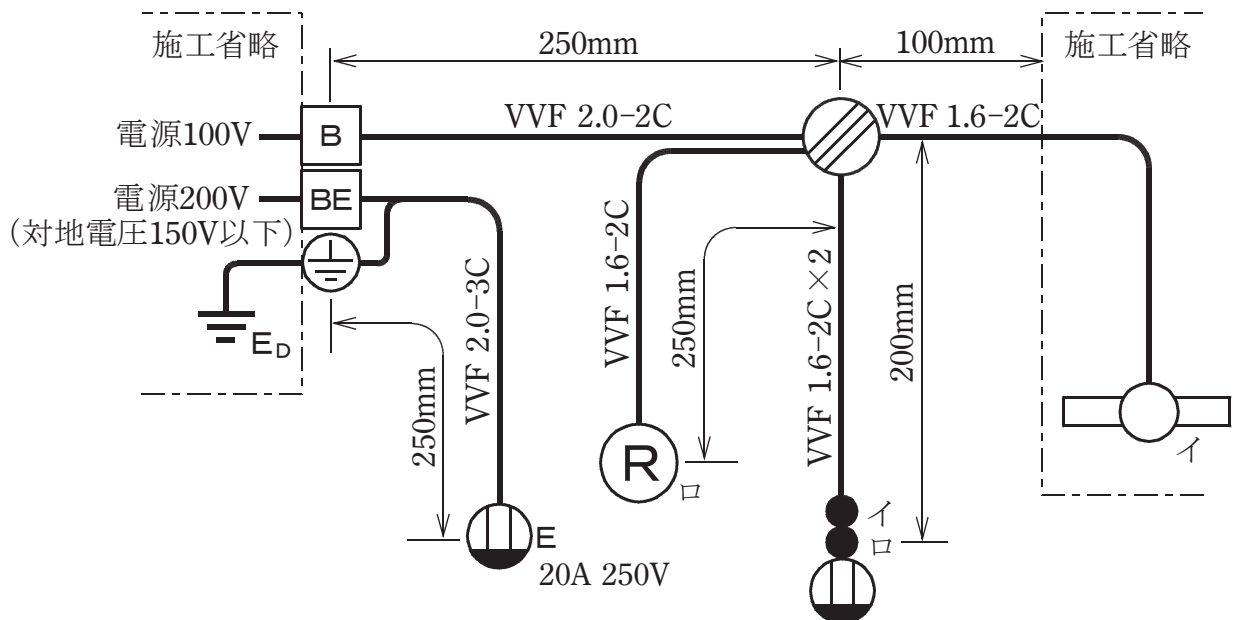 施工省略
250mm
100mm
施工省略
電源100V
B
VVF 2.0-2C
VVF 1.6-2C
電源200V
BE
(対地電圧150V以下)
ED
250mm
VVF 2.0-3C
VVF 1.6-2C
250mm
VVF 1.6-2C×2
200mm
R
ロ
イ
イ
ロ
E
20A 250V